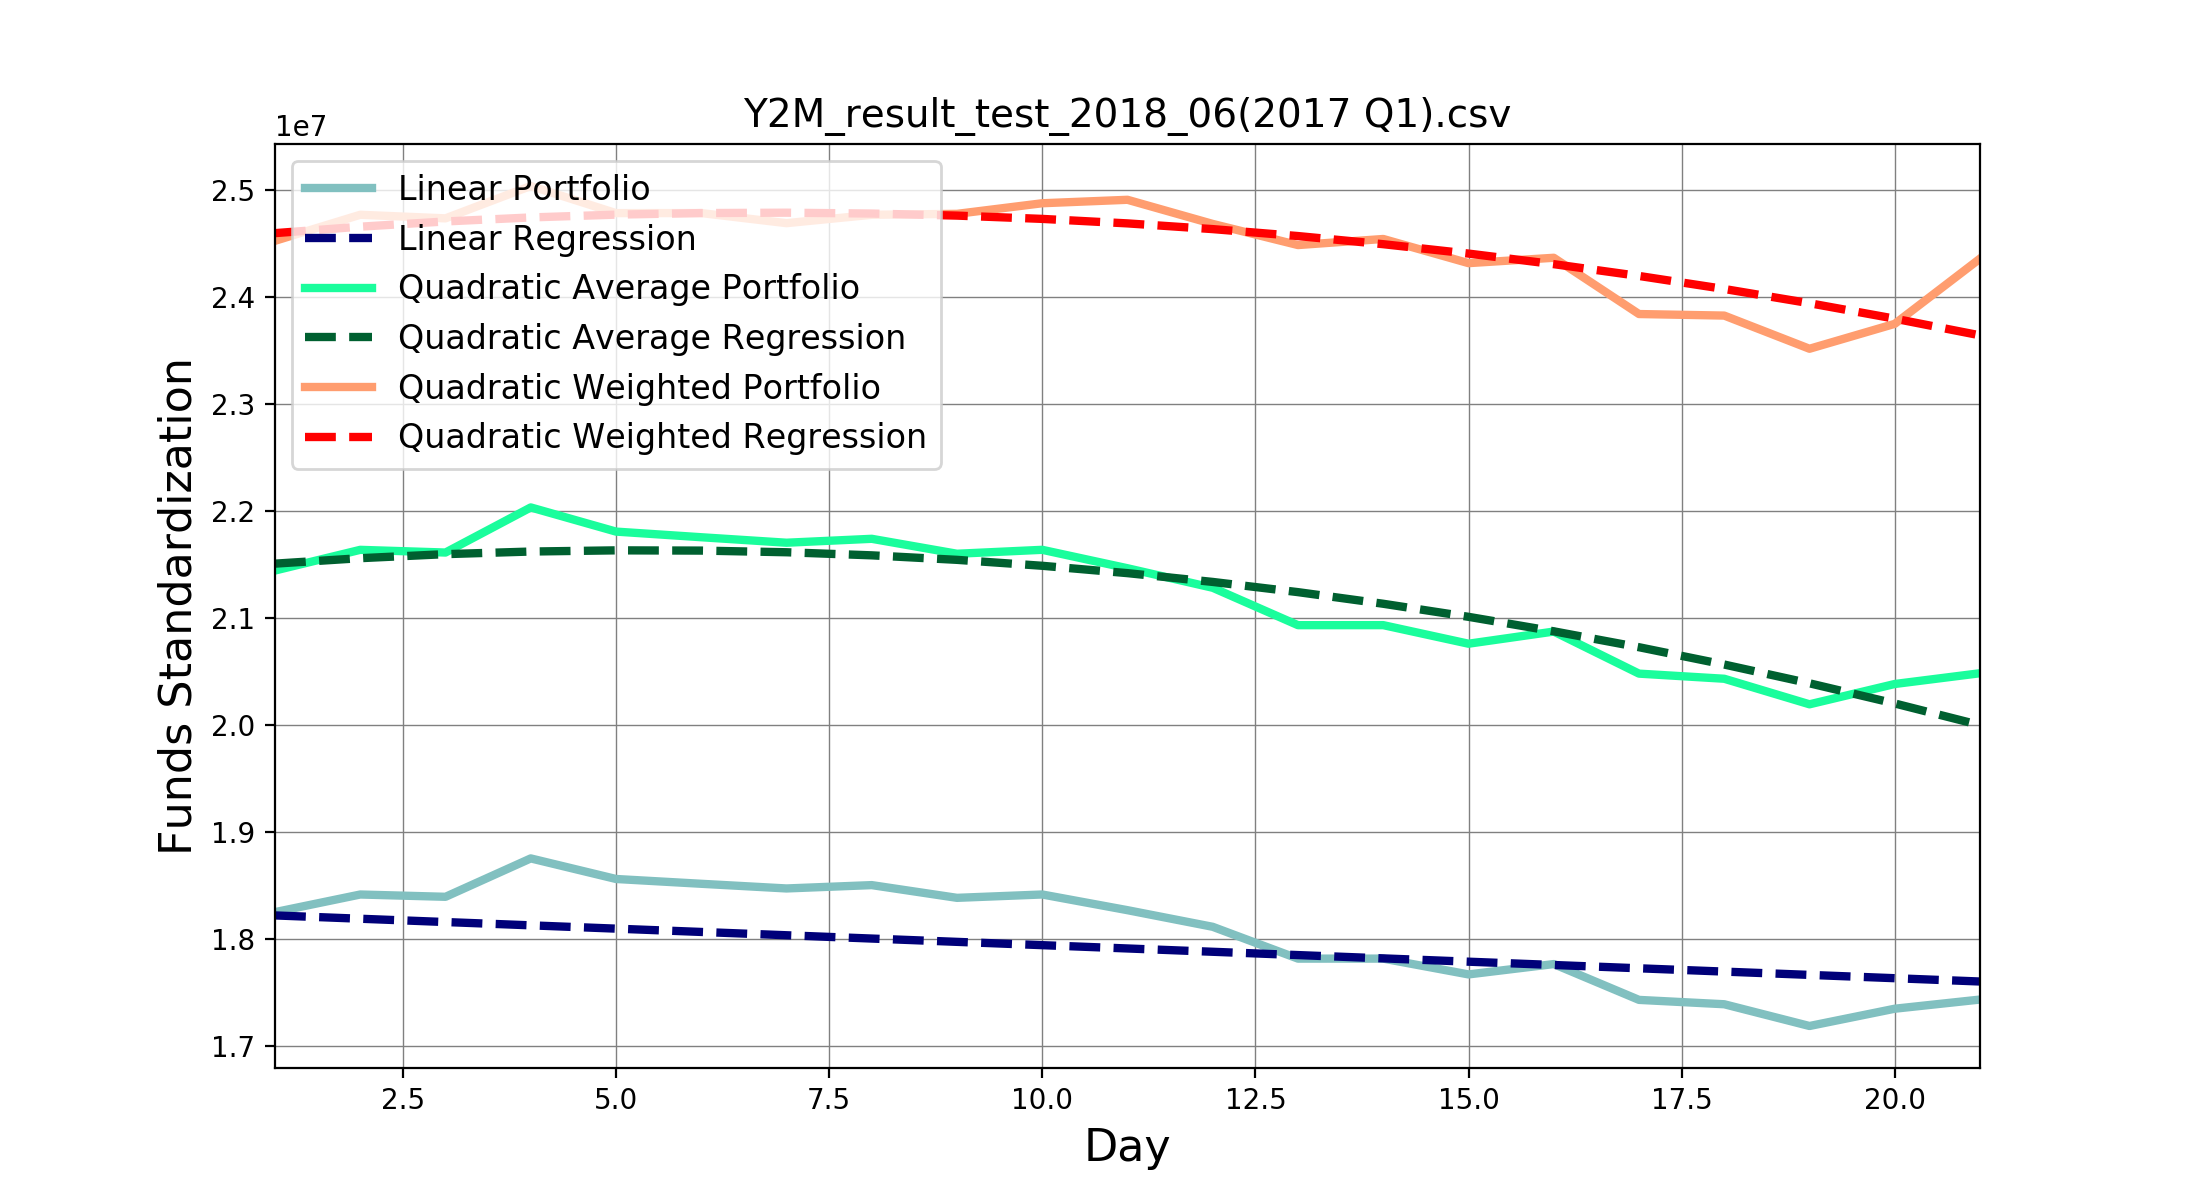 Y2M_result_test_2018_06(2017 Q1).csv
1e7
2.5
2.4
2.3
2.2
2.1
2.0
1.9
1.8
1.7
Funds Standardization
Linear Portfolio
Linear Regression
Quadratic Average Portfolio
Quadratic Average Regression
Quadratic Weighted Portfolio
Quadratic Weighted Regression
2.5 5.0 7.5 10.0 12.5 15.0 17.5 20.0
Day